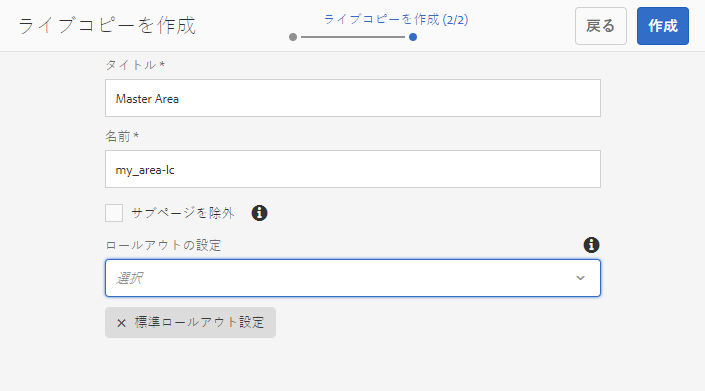 ライブコピーを作成
ライブコピーを作成 (2/2)
戻る
作成
タイトル *
Master Area
名前 *
my_area-lc
サブページを除外
ロールアウトの設定
選択
× 標準ロールアウト設定